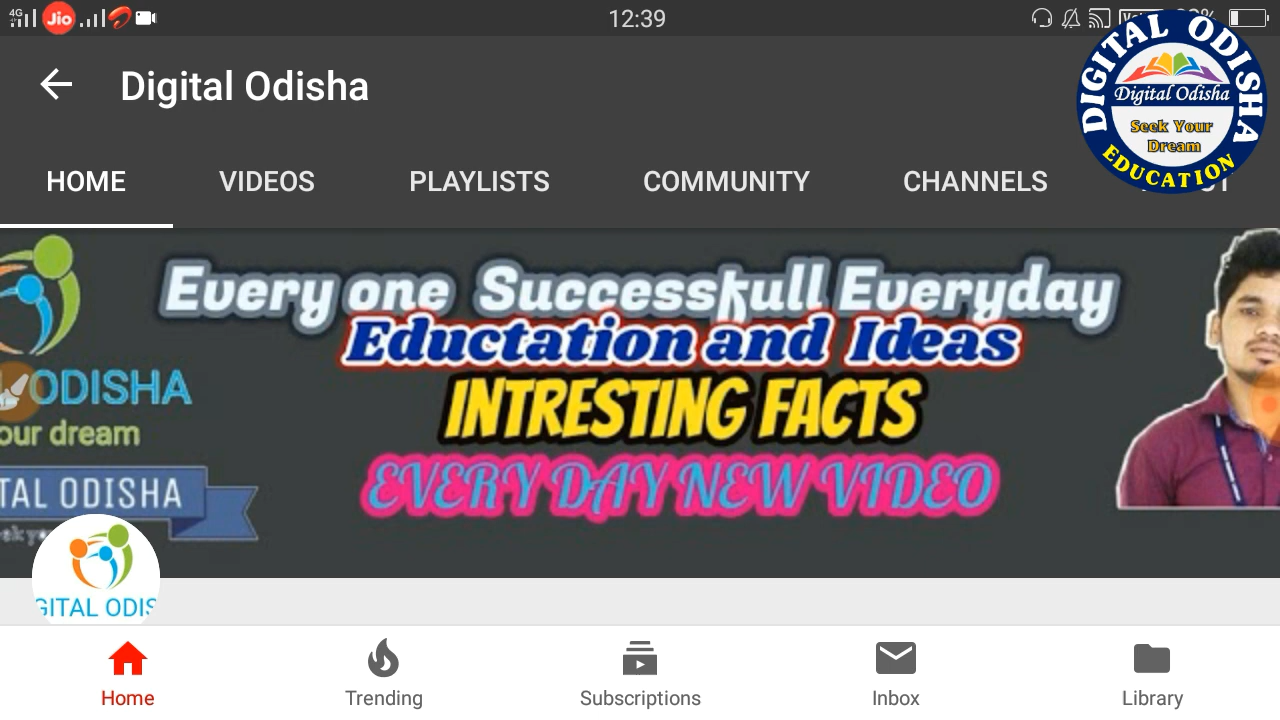 4G Jio 12:39
Digital Odisha
HOME VIDEOS PLAYLISTS COMMUNITY CHANNELS
DIGITAL ODISHA
Digital Odisha
Seek Your
Dream
EDUCATION
Every one Successfull Everyday
Eductation and Ideas
INTRESTING FACTS
EVERY DAY NEW VIDEO
ODISHA
our dream
TAL ODISHA
GITAL ODIS
Home Trending Subscriptions Inbox Library